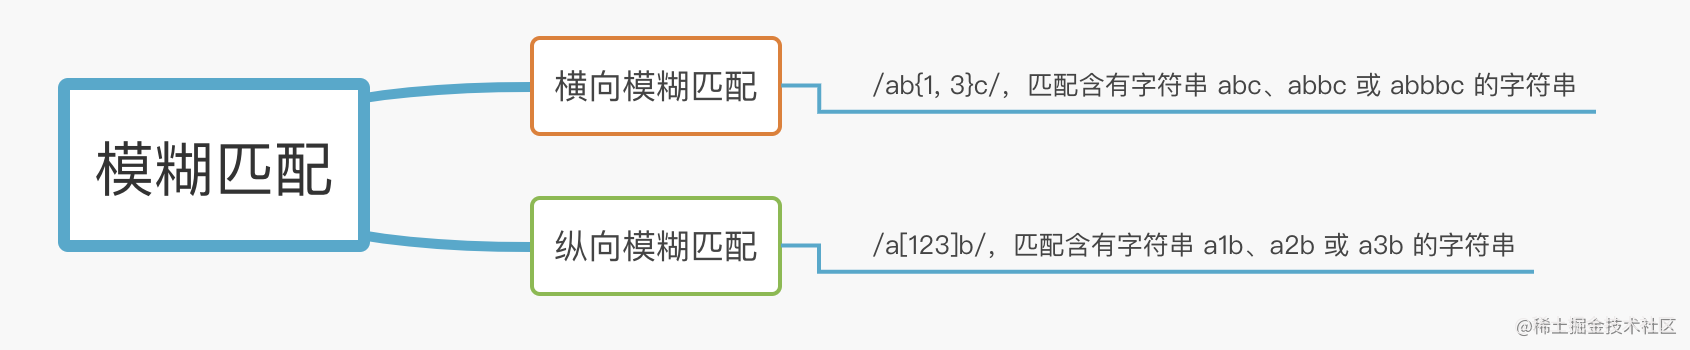 模糊匹配
横向模糊匹配
/ab{1, 3}c/，匹配含有字符串 abc、abbc 或 abbbc 的字符串
纵向模糊匹配
/a[123]b/，匹配含有字符串 a1b、a2b 或 a3b 的字符串
@稀土掘金技术社区